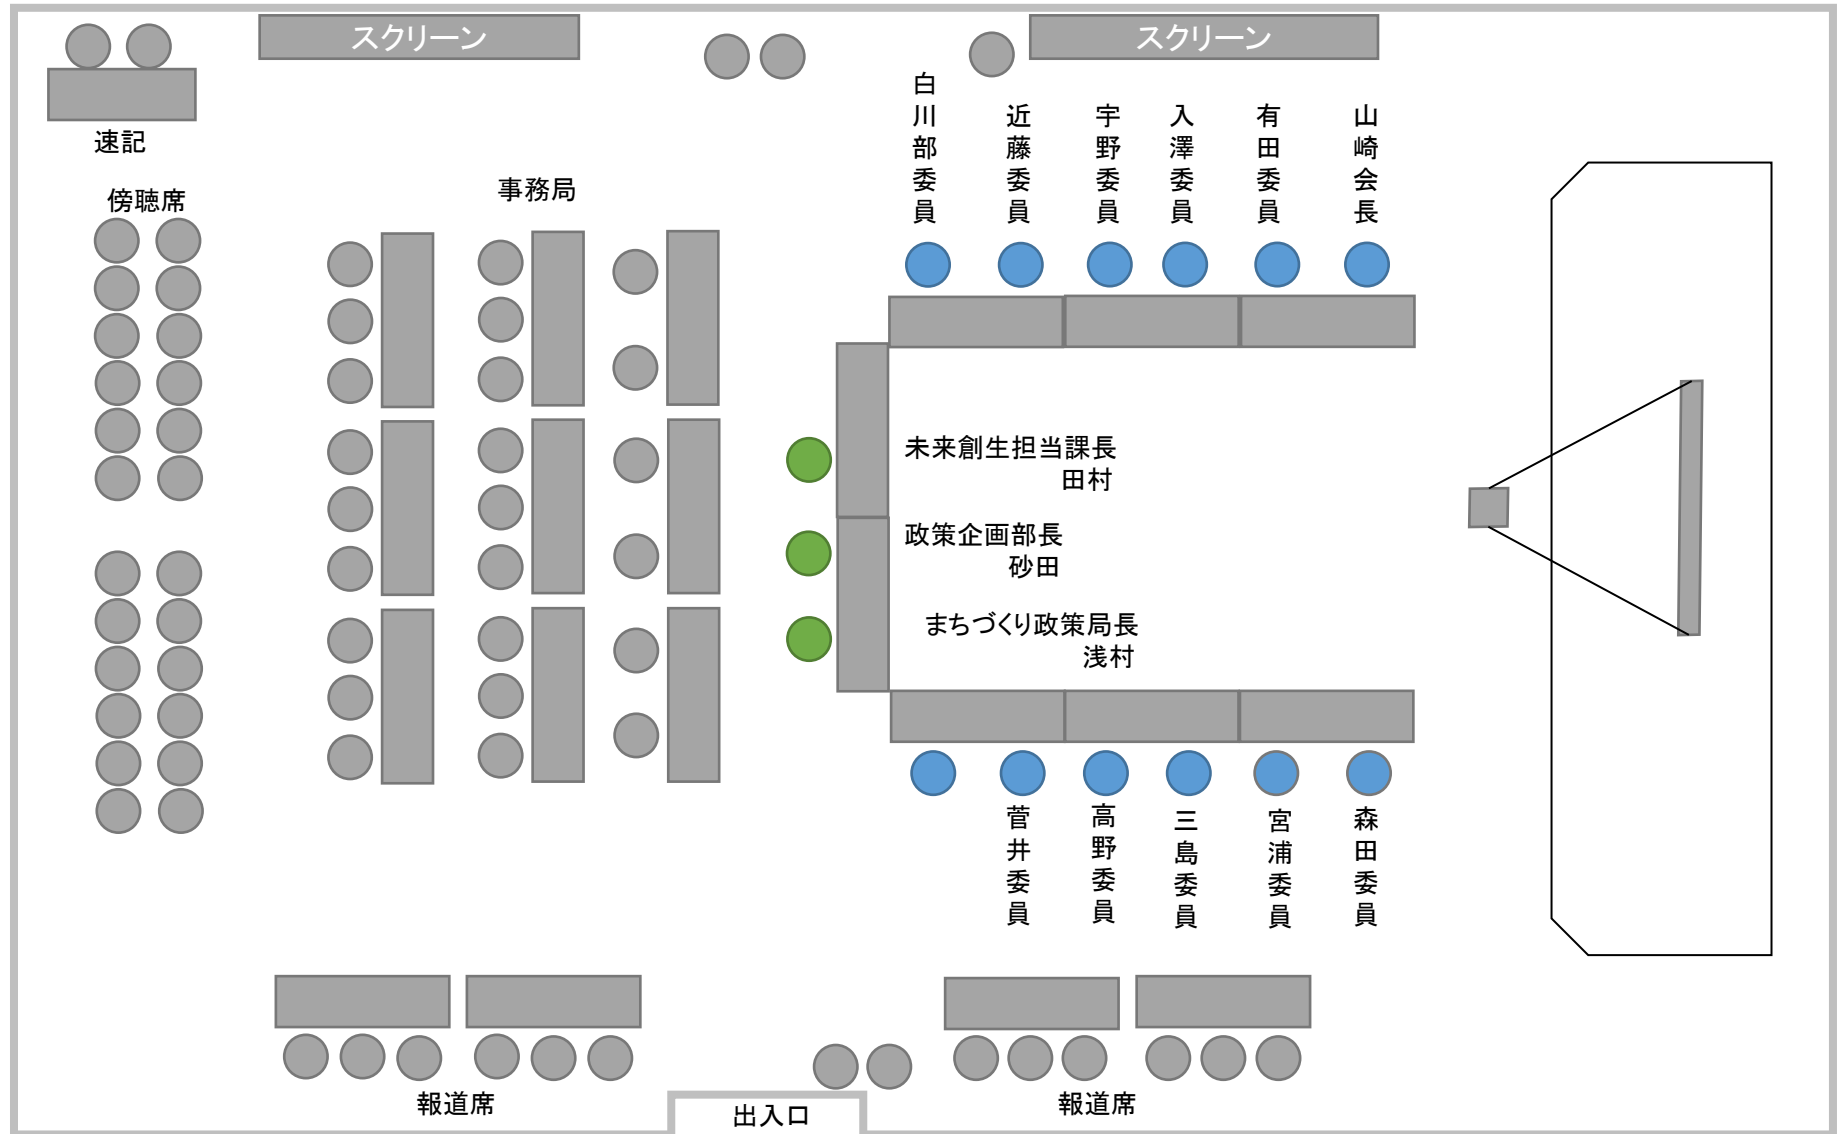 スクリーン
スクリーン
速記
傍聴席
事務局
白川部委員
近藤委員
宇野委員
入澤委員
有田委員
山崎会長
未来創生担当課長
田村
政策企画部長
砂田
まちづくり政策局長
浅村
菅井委員
高野委員
三島委員
宮浦委員
森田委員
報道席
出入口
報道席